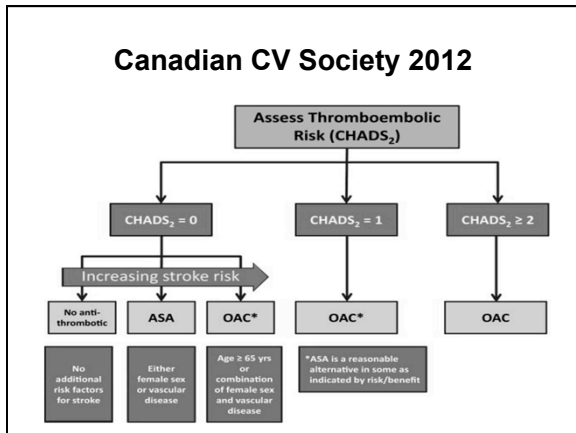 Canadian CV Society 2012
Assess Thromboembolic
Risk (CHADS₂)
CHADS₂ = 0
CHADS₂ = 1
CHADS₂ ≥ 2
Increasing stroke risk
No anti-
thrombotic
ASA
OAC*
OAC*
OAC
No
additional
risk factors
for stroke
Either
female sex
or vascular
disease
Age ≥ 65 yrs
or
combination
of female sex
and vascular
disease
*ASA is a reasonable
alternative in some as
indicated by risk/benefit